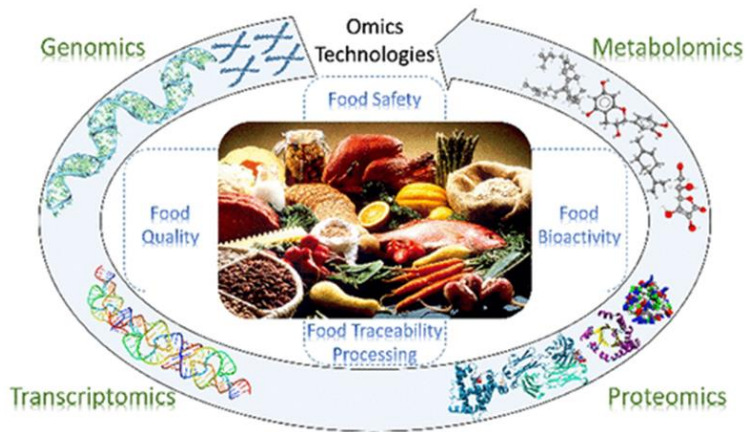 Omics
Technologies
Genomics
Metabolomics
Food Safety
Food
Quality
Food
Bioactivity
Food Traceability
Processing
Transcriptomics
Proteomics